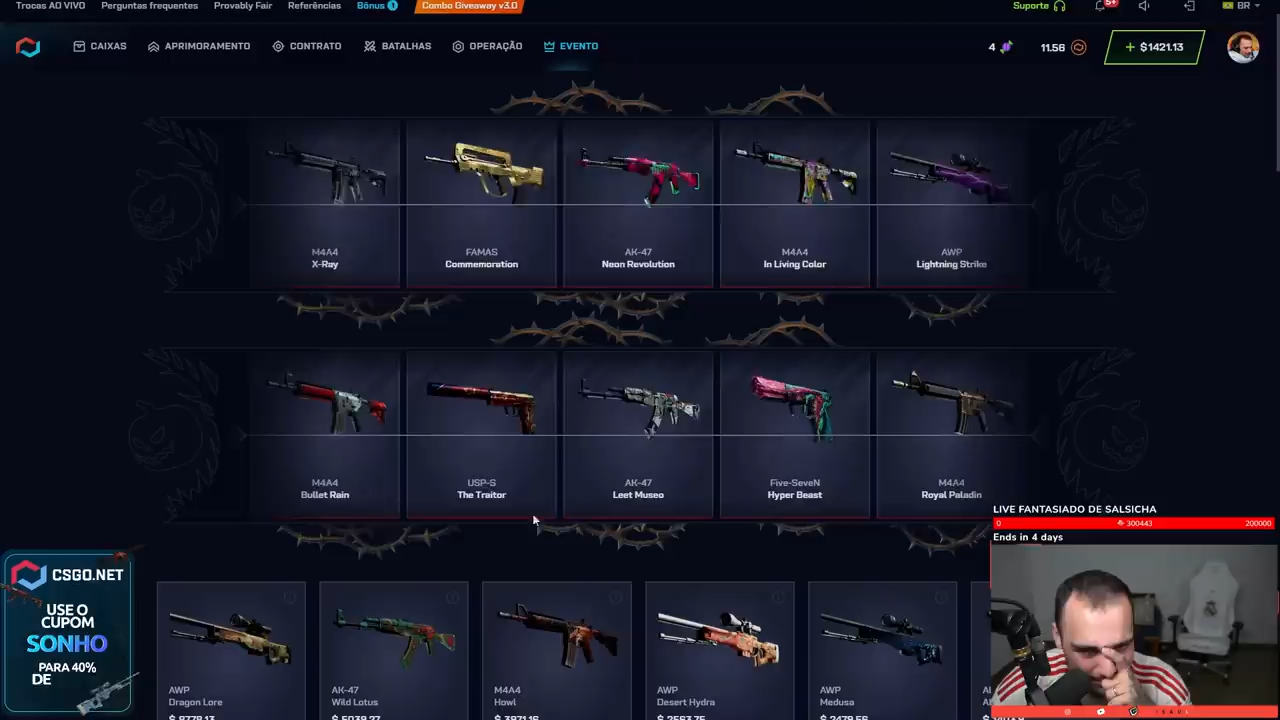 Trocas AO VIVO Perguntas frequentes Provably Fair Referências Bônus 1 Combo Giveaway v3.0 Suporte 5+ BR
CAIXAS APRIMORAMENTO CONTRATO BATALHAS OPERAÇÃO EVENTO 4 11.56 + $1421.13
M4A4 FAMAS AK-47 M4A4 AWP
X-Ray Commemoration Neon Revolution In Living Color Lightning Strike
M4A4 USP-S AK-47 Five-SeveN M4A4
Bullet Rain The Traitor Leet Museo Hyper Beast Royal Paladin
LIVE FANTASIADO DE SALSICHA
0 300443 200000
Ends in 4 days
CSGO.NET
USE O
CUPOM
SONHO
PARA 40%
DE
AWP AK-47 M4A4 AWP AWP
Dragon Lore Wild Lotus Howl Desert Hydra Medusa